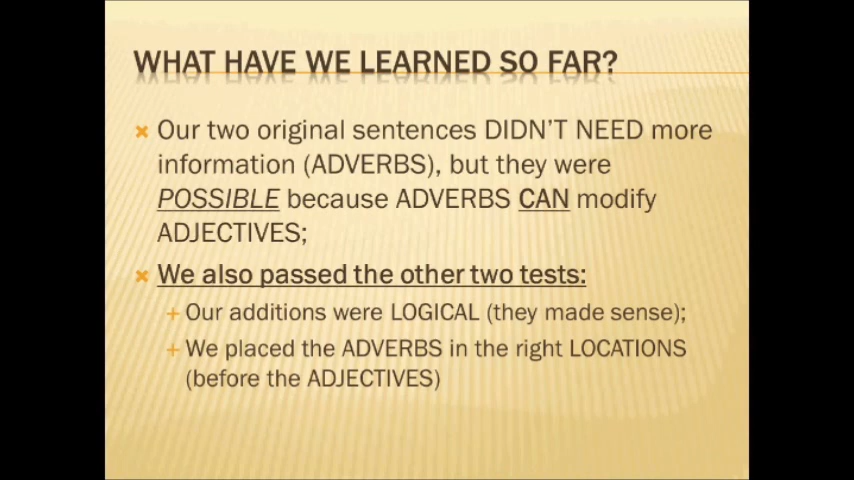 WHAT HAVE WE LEARNED SO FAR?
Our two original sentences DIDN'T NEED more
information (ADVERBS), but they were
POSSIBLE because ADVERBS CAN modify
ADJECTIVES;
We also passed the other two tests:
Our additions were LOGICAL (they made sense);
We placed the ADVERBS in the right LOCATIONS
(before the ADJECTIVES)